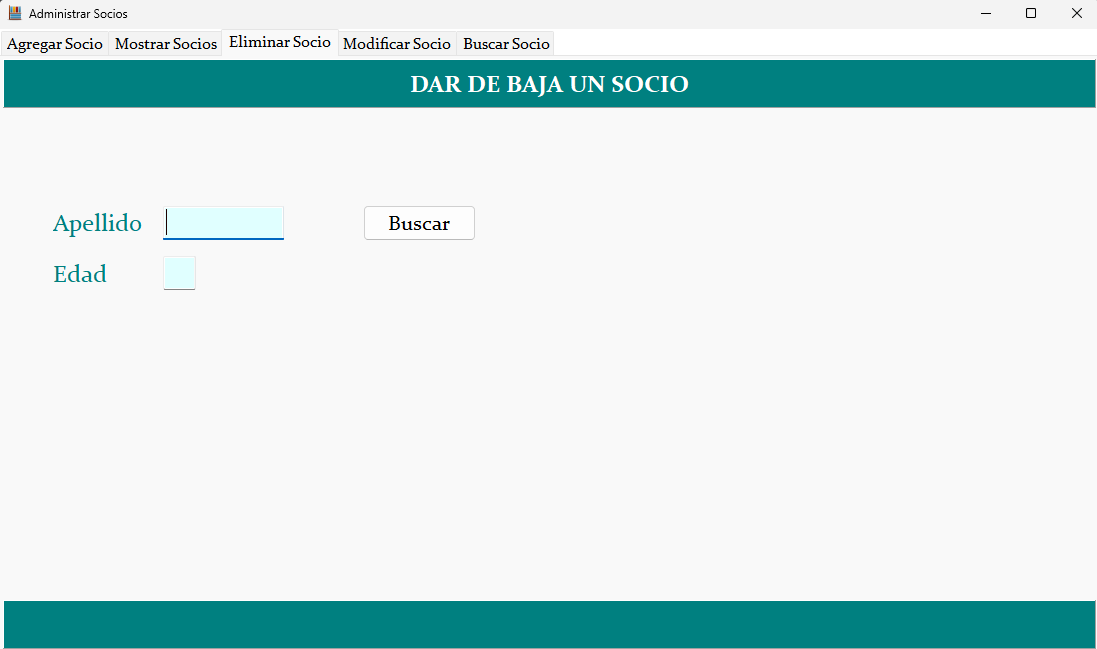 Administrar Socios
Agregar Socio Mostrar Socios Eliminar Socio Modificar Socio Buscar Socio
DAR DE BAJA UN SOCIO
Apellido Buscar
Edad